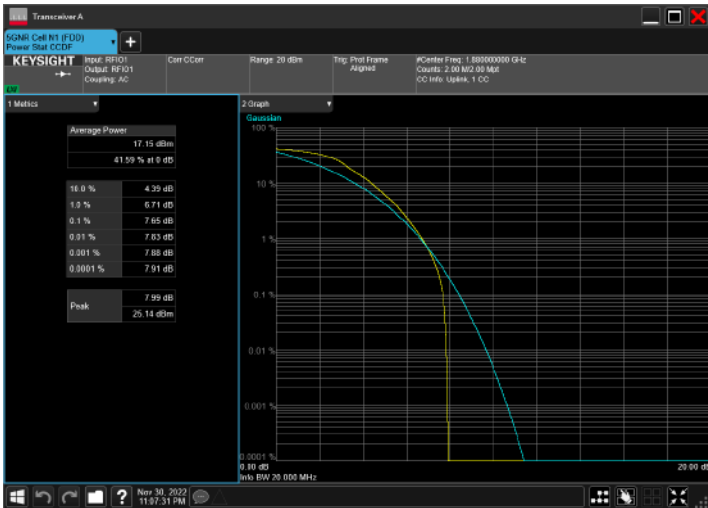 Transceiver A
5GNR Cell N1 (FDD)
Power Stat CCDF
KEYSIGHT
Input: RFIO1
Output: RFIO1
Coupling: AC
Corr CCorr
Range: 20 dBm
Trig: Prot Frame
Aligned
#Center Freq: 1.880000000 GHz
Counts: 2.00 M/2.00 Mpt
CC Info: Uplink, 1 CC
1 Metrics
Average Power
17.15 dBm
41.59 % at 0 dB
10.0 % 4.39 dB
1.0 % 6.71 dB
0.1 % 7.65 dB
0.01 % 7.83 dB
0.001 % 7.88 dB
0.0001 % 7.91 dB
Peak
7.99 dB
25.14 dBm
2 Graph
Gaussian
100 %
10 %
1 %
0.1 %
0.01 %
0.001 %
0.0001 %
0.00 dB
20.00 dB
Info BW 20.000 MHz
?
Nov 30, 2022
11:07:31 PM